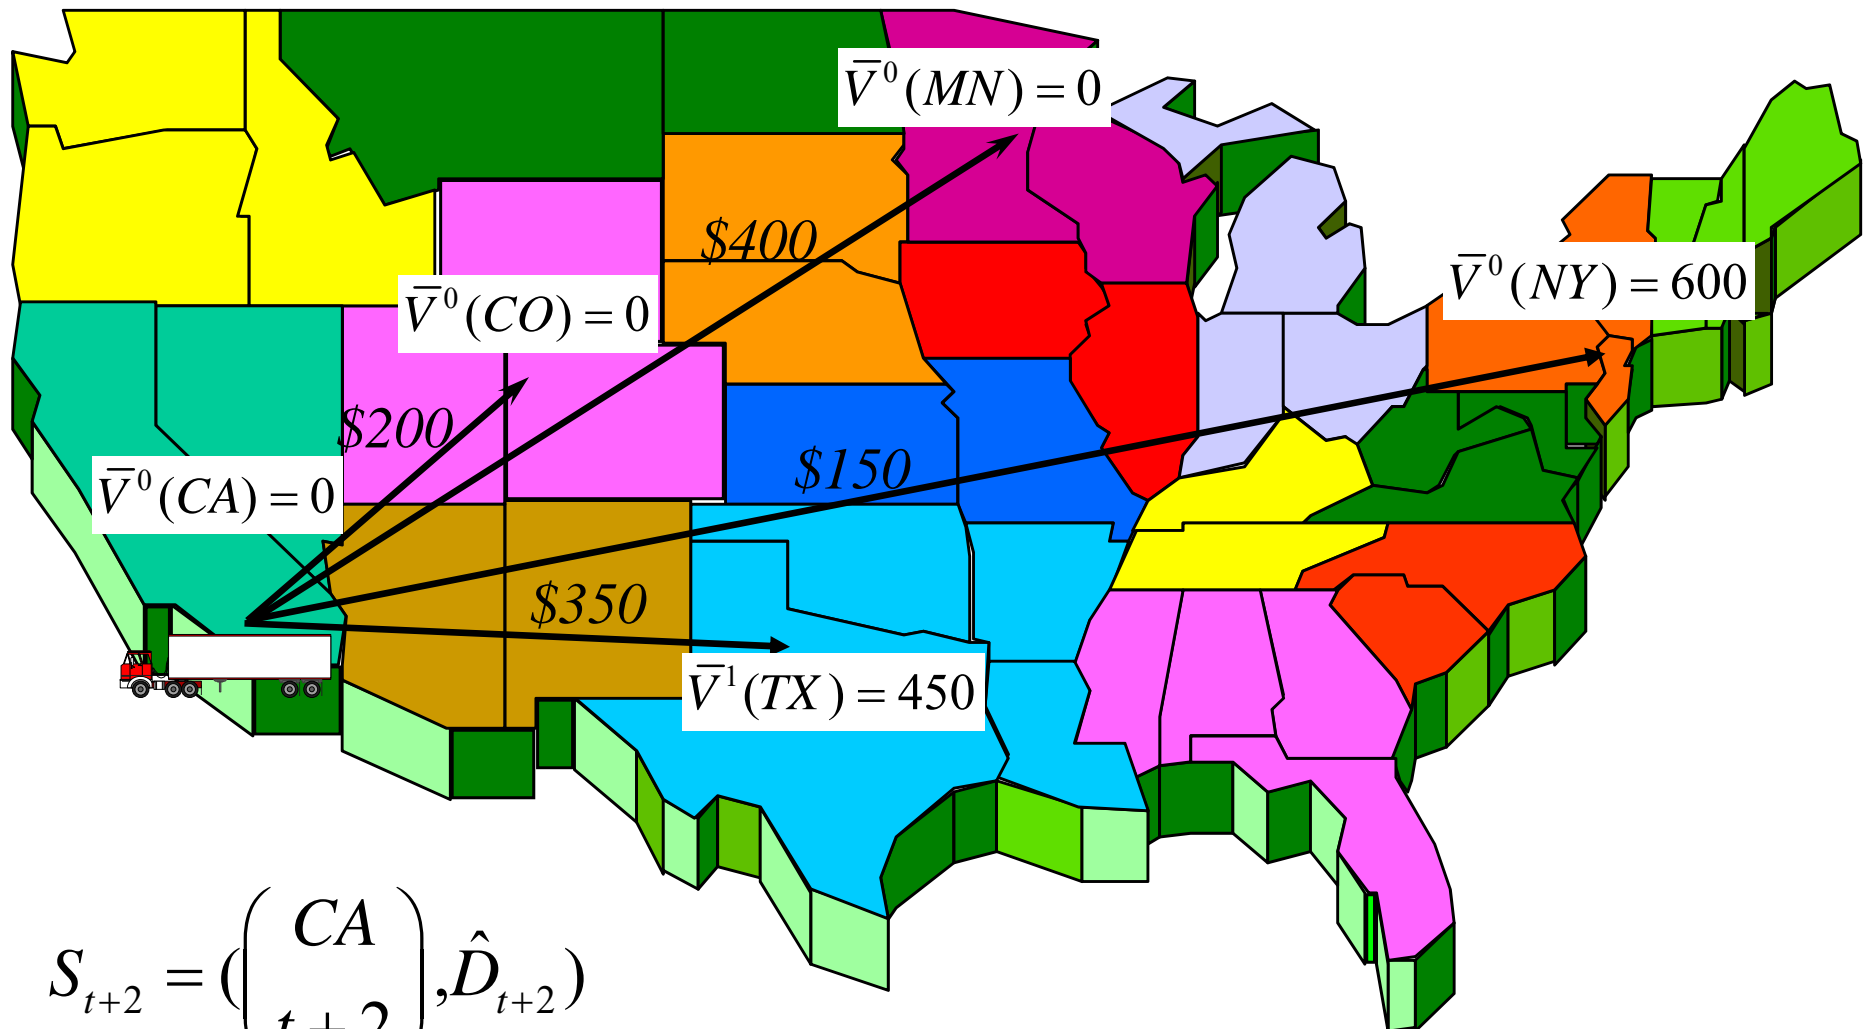 V̄⁰(MN) = 0
$400
V̄⁰(NY) = 600
V̄⁰(CO) = 0
$200
$150
V̄⁰(CA) = 0
$350
V̄¹(TX) = 450
CA
S_{t+2} = ( ( ) , D̂_{t+2} )
t + 2